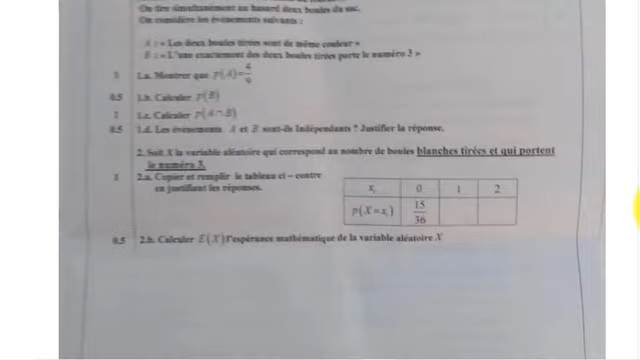 On tire simultanément au hasard deux boules du sac.
On considère les événements suivants :
A : « Les deux boules tirées sont de même couleur »
B : « L'une exactement des deux boules tirées porte le numéro 3 »
1 1.a. Montrer que p(A)=4/9
0.5 1.b. Calculer p(B)
1 1.c. Calculer p(A∩B)
0.5 1.d. Les événements A et B sont-ils Indépendants ? Justifier la réponse.
2. Soit X la variable aléatoire qui correspond au nombre de boules blanches tirées et qui portent
le numéro 3.
1 2.a. Copier et remplir le tableau ci – contre
en justifiant les réponses.
x_i 0 1 2
p(X=x_i) 15/36
0.5 2.b. Calculer E(X) l'espérance mathématique de la variable aléatoire X